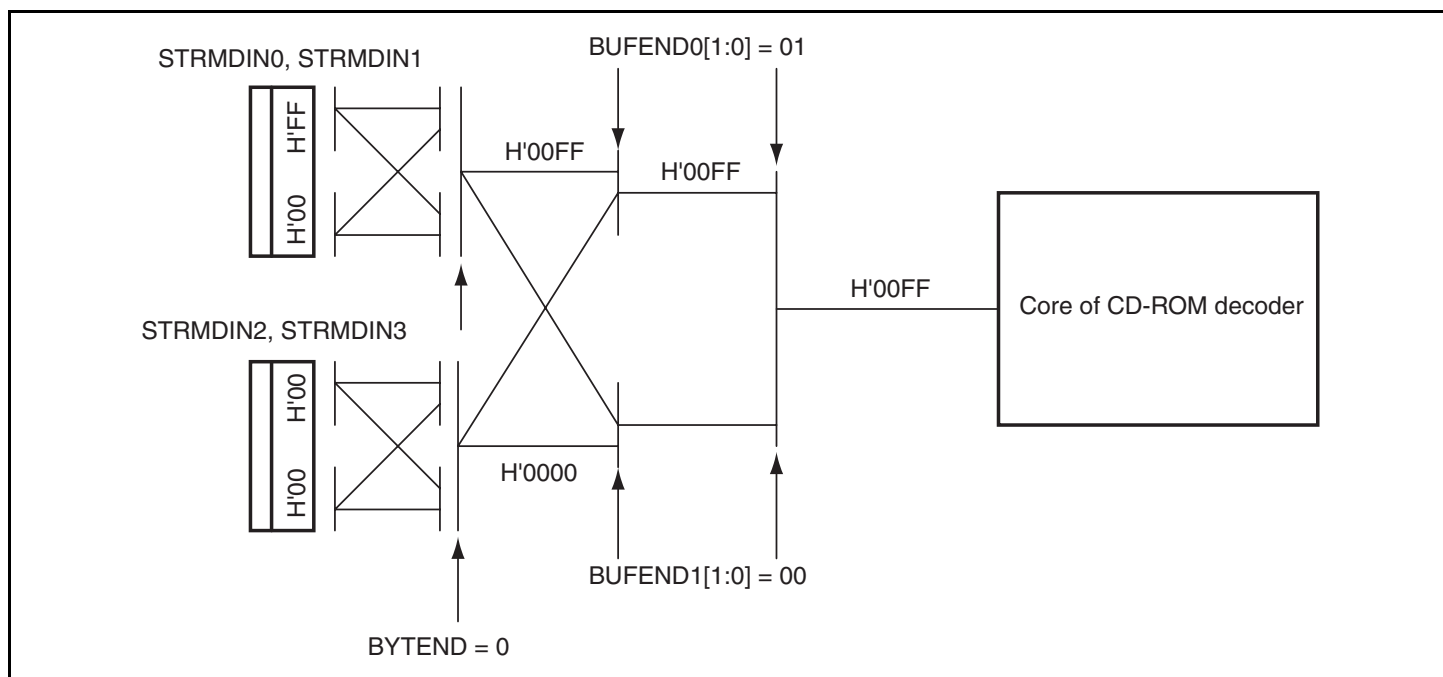 BUFEND0[1:0] = 01
STRMDIN0, STRMDIN1
H'FF
H'00
H'00FF
H'00FF
H'00FF
Core of CD-ROM decoder
STRMDIN2, STRMDIN3
H'00
H'00
H'0000
BUFEND1[1:0] = 00
BYTEND = 0